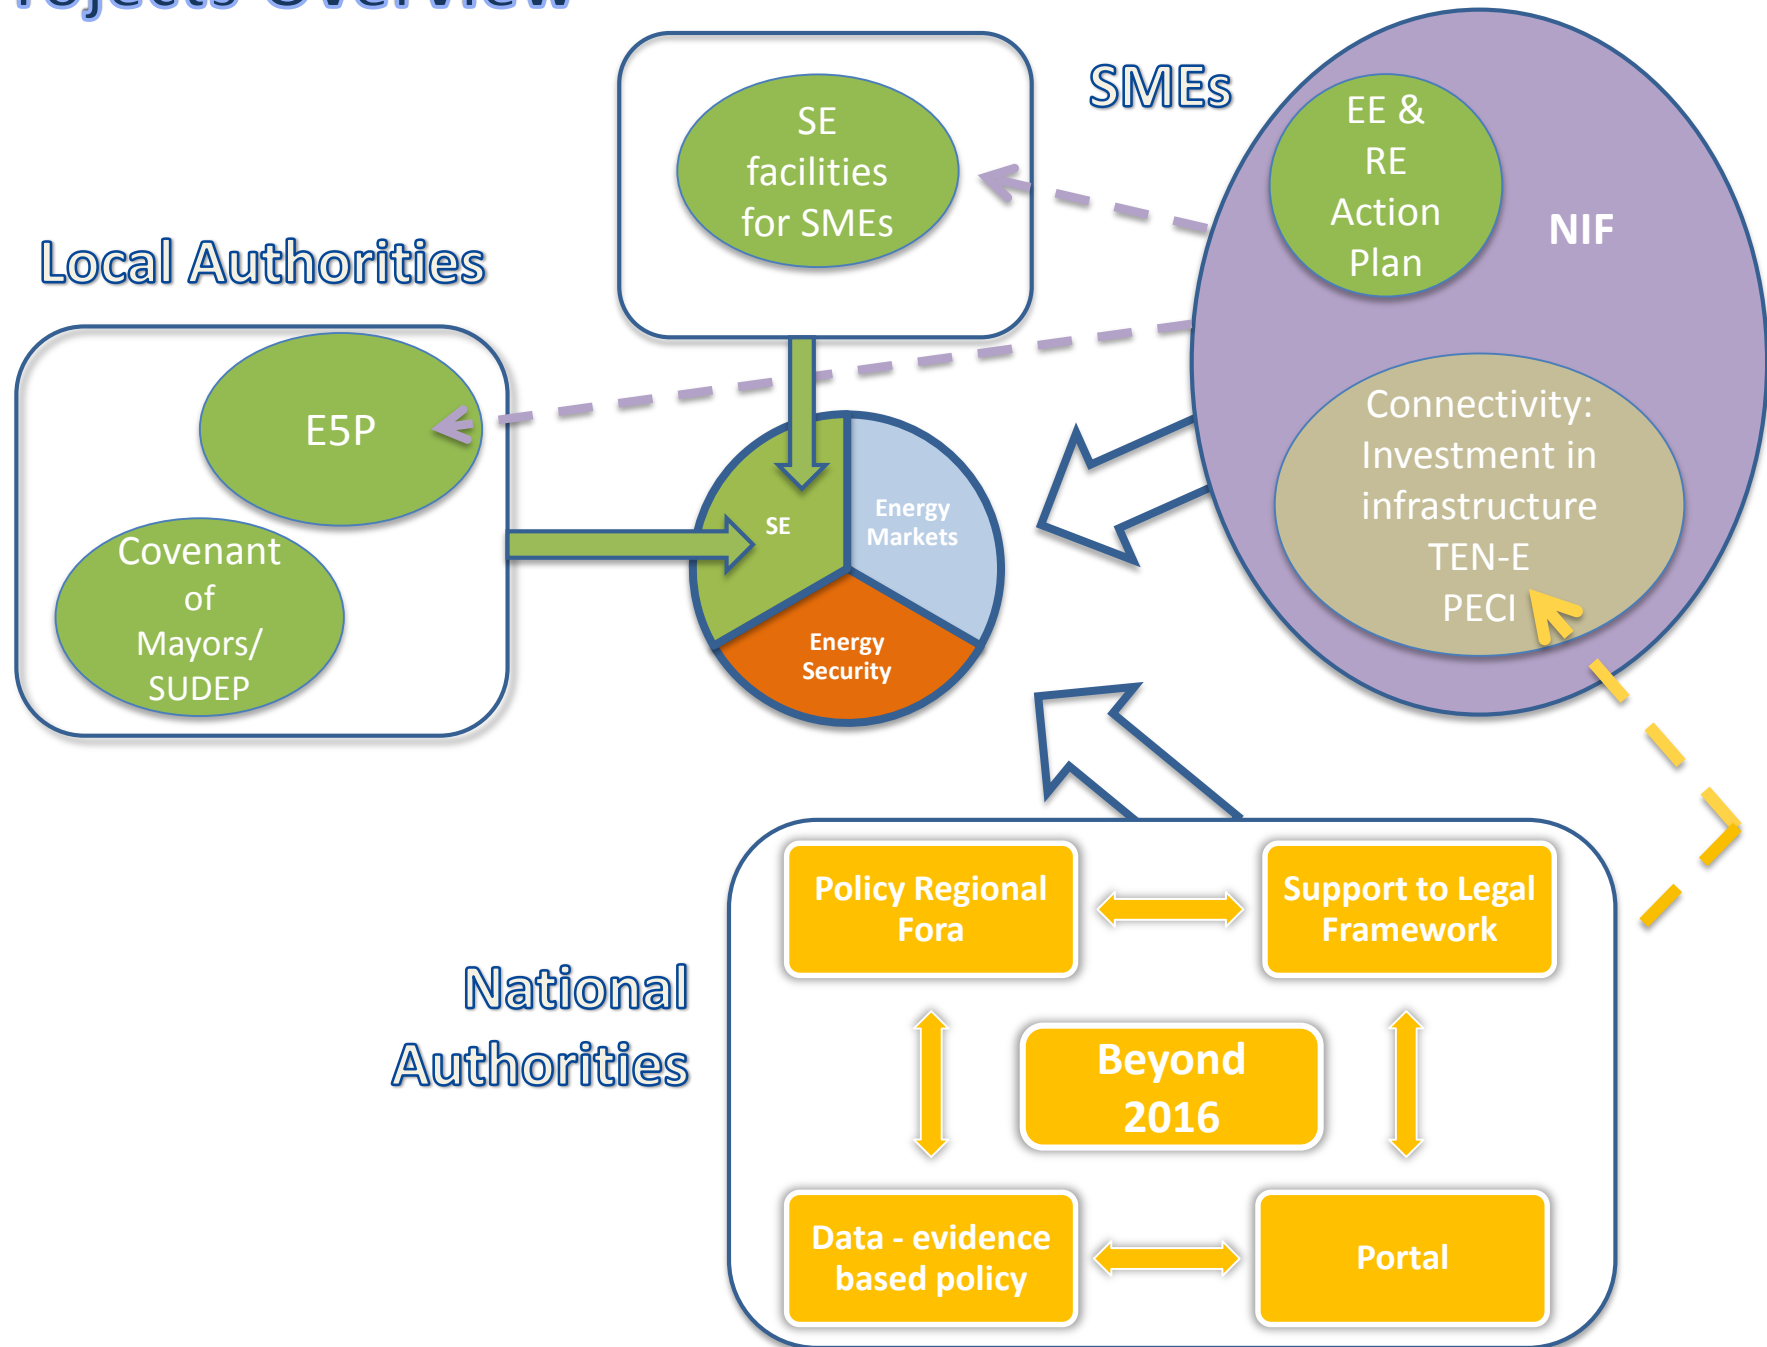 rojects Overview
SE
facilities
for SMEs
SMEs
EE &
RE
Action
Plan
NIF
Local Authorities
E5P
Covenant
of
Mayors/
SUDEP
Connectivity:
Investment in
infrastructure
TEN-E
PECI
SE
Energy
Markets
Energy
Security
National
Authorities
Policy Regional
Fora
Support to Legal
Framework
Beyond
2016
Data - evidence
based policy
Portal